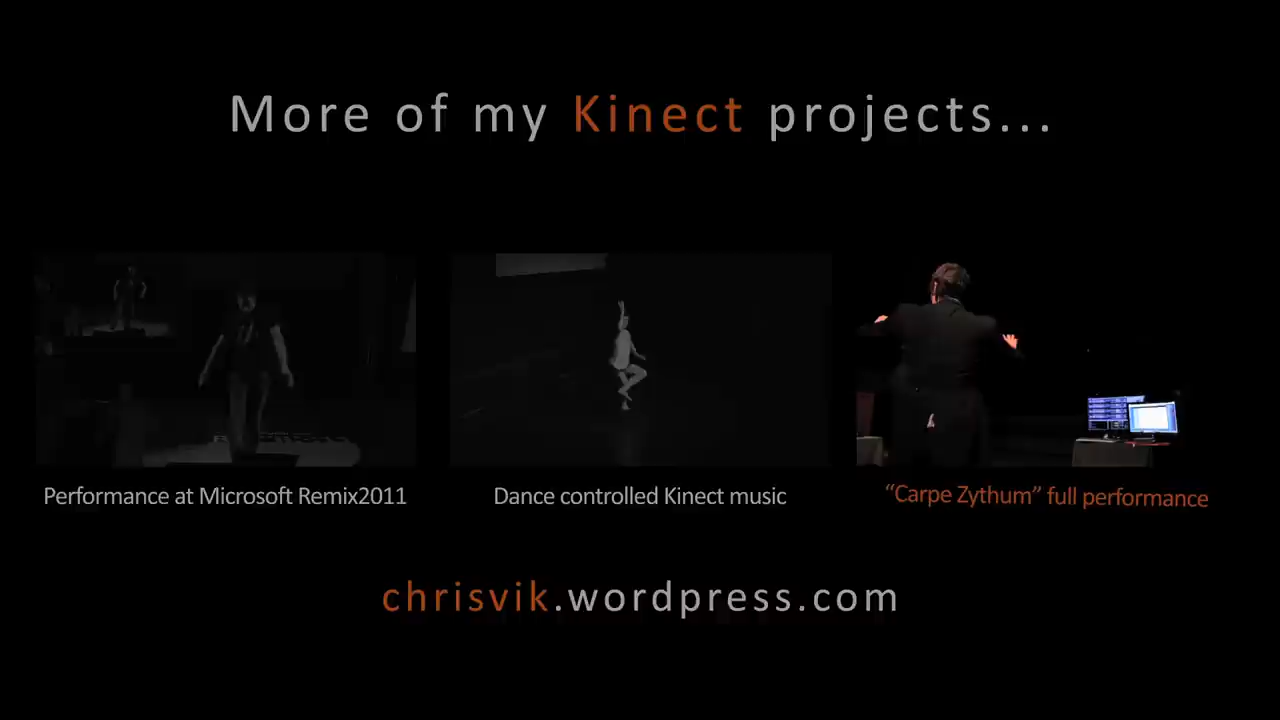 More of my Kinect projects...
Performance at Microsoft Remix2011
Dance controlled Kinect music
“Carpe Zythum” full performance
chrisvik.wordpress.com